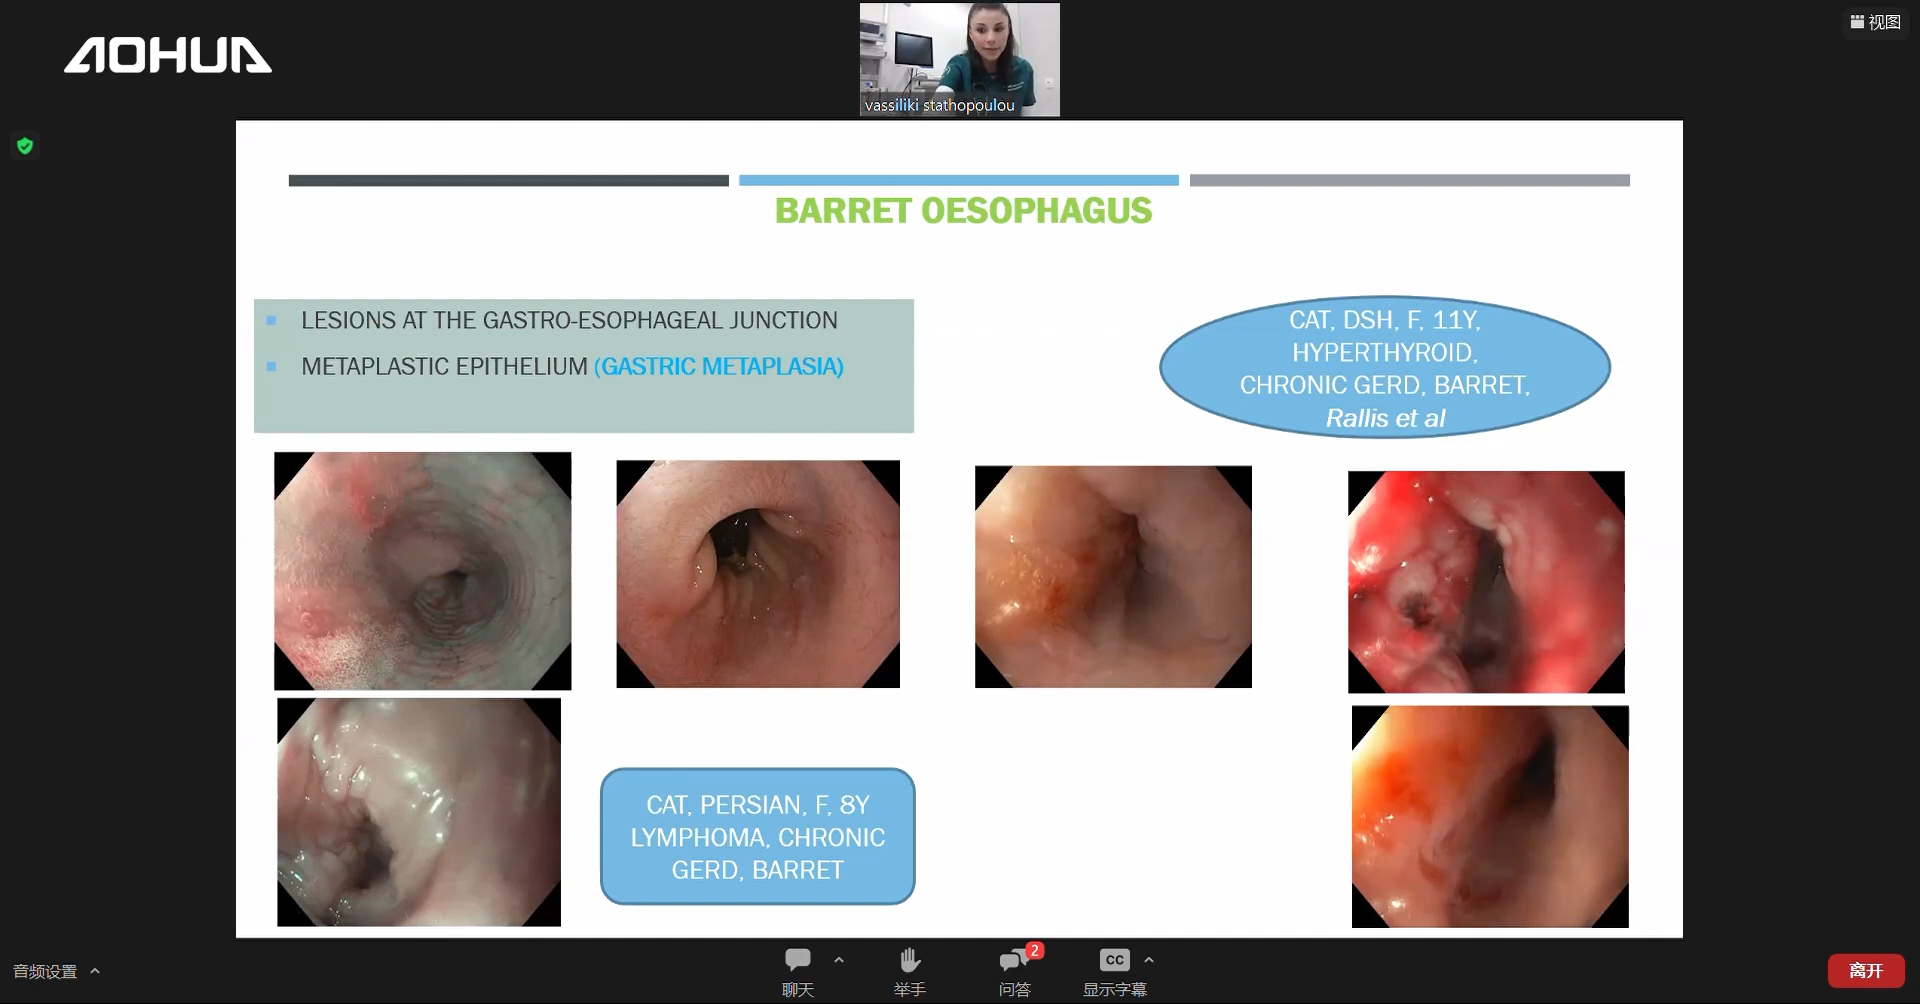 AOHUA
视图
vassiliki stathopoulou
BARRET OESOPHAGUS
LESIONS AT THE GASTRO-ESOPHAGEAL JUNCTION
METAPLASTIC EPITHELIUM (GASTRIC METAPLASIA)
CAT, DSH, F, 11Y,
HYPERTHYROID,
CHRONIC GERD, BARRET,
Rallis et al
CAT, PERSIAN, F, 8Y
LYMPHOMA, CHRONIC
GERD, BARRET
音频设置
聊天
举手
2
问答
CC
显示字幕
离开